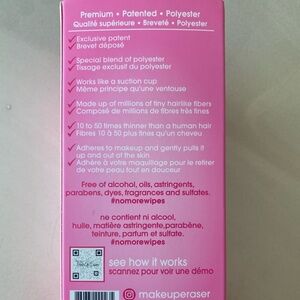 Premium • Patented • Polyester
Qualité supérieure • Breveté • Polyester
Exclusive patent
Brevet déposé
Special blend of polyester
Tissage exclusif du polyester
Works like a suction cup
Même principe qu'une ventouse
Made up of millions of tiny hairlike fibers
Composé de millions de fibres très fines
10 to 50 times thinner than a human hair
Fibres 10 à 50 plus fines qu'un cheveu
Adheres to makeup and gently pulls it
up and out of the skin
Adhère à votre maquillage pour le retirer
de votre peau tout en douceur
Free of alcohol, oils, astringents,
parabens, dyes, fragrances and sulfates.
#nomorewipes
ne contient ni alcool,
huile, matière astringente, parabène,
teinture, parfum et sulfate.
#nomorewipes
see how it works
scannez pour voir une démo
makeuperaser